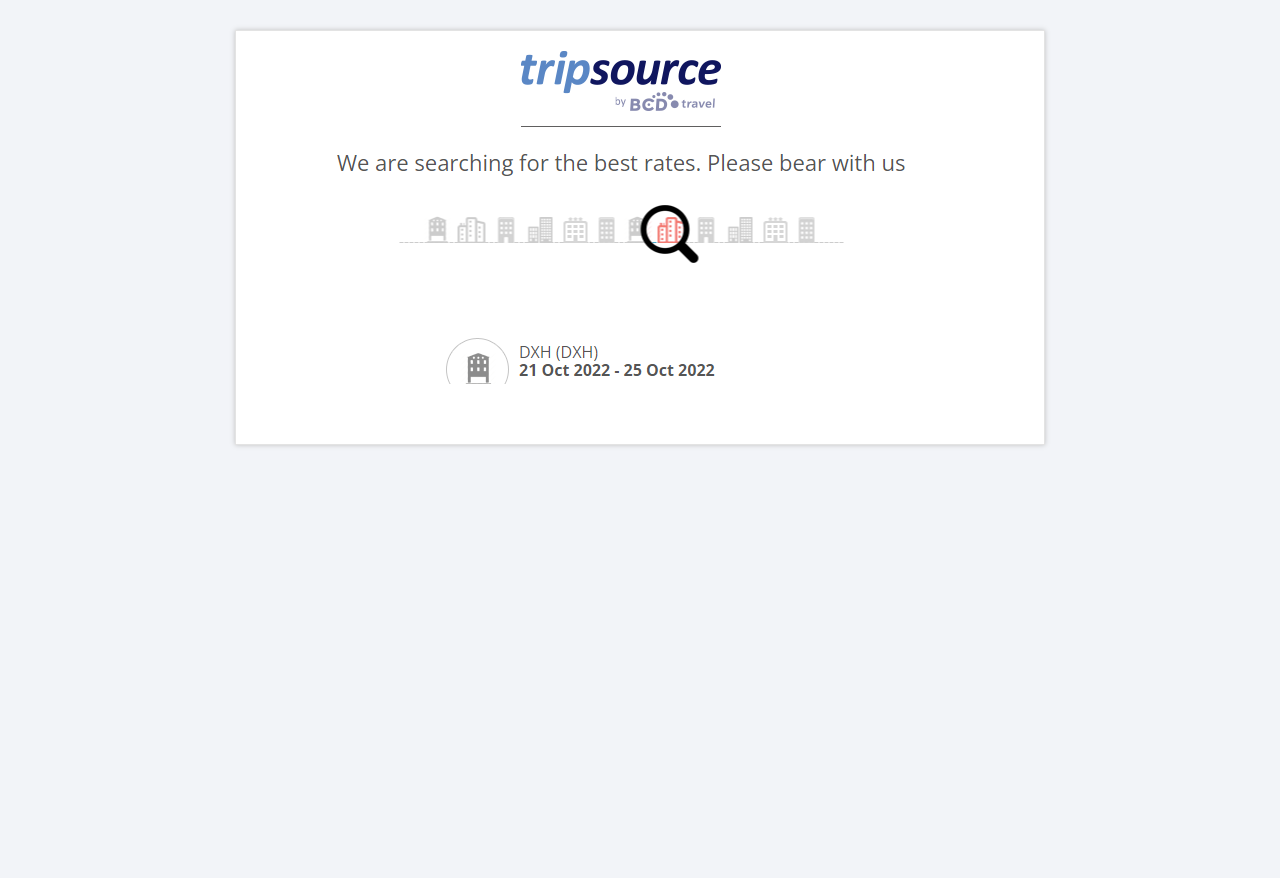 tripsource
by BCD travel
We are searching for the best rates. Please bear with us
DXH (DXH)
21 Oct 2022 - 25 Oct 2022